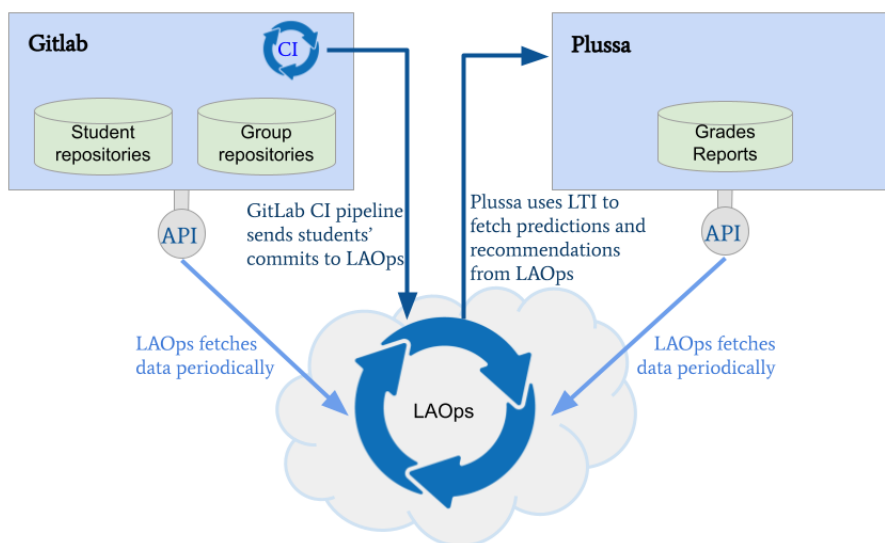 Gitlab
CI
Student
repositories
Group
repositories
API
GitLab CI pipeline
sends students’
commits to LAOps
LAOps fetches
data periodically
Plussa
Grades
Reports
API
Plussa uses LTI to
fetch predictions and
recommendations
from LAOps
LAOps fetches
data periodically
LAOps